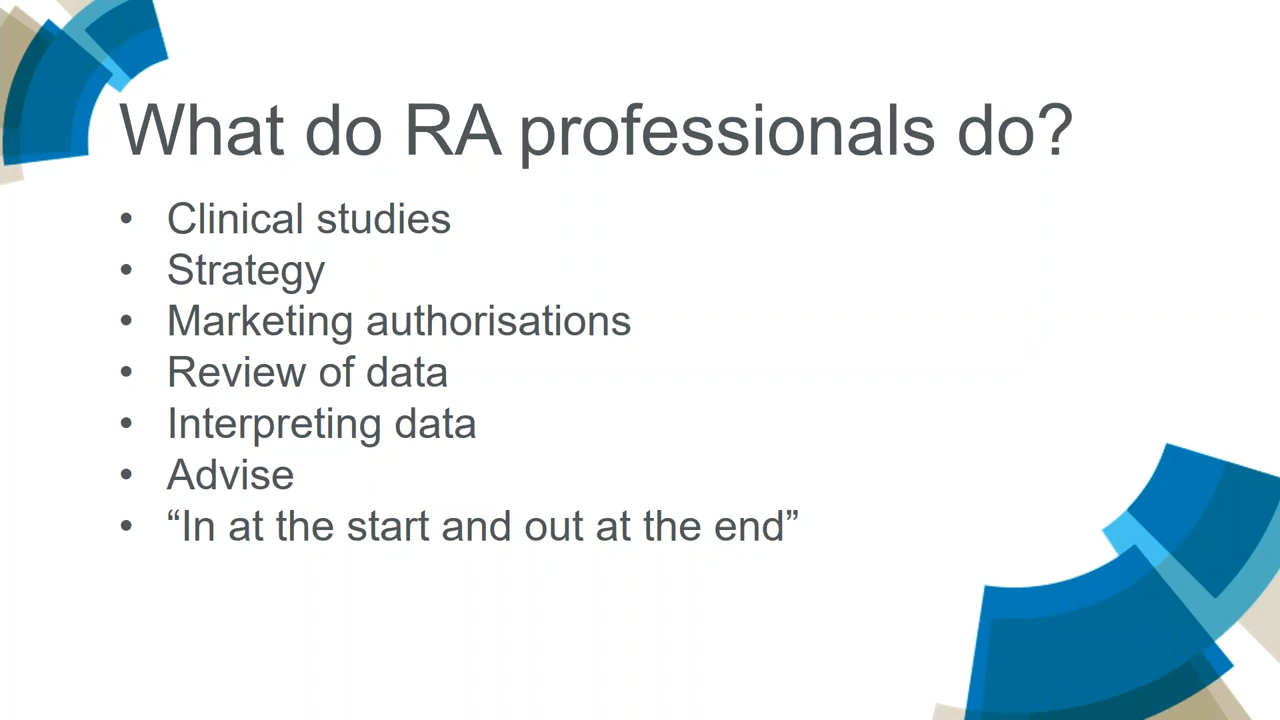 What do RA professionals do?
• Clinical studies
• Strategy
• Marketing authorisations
• Review of data
• Interpreting data
• Advise
• “In at the start and out at the end”